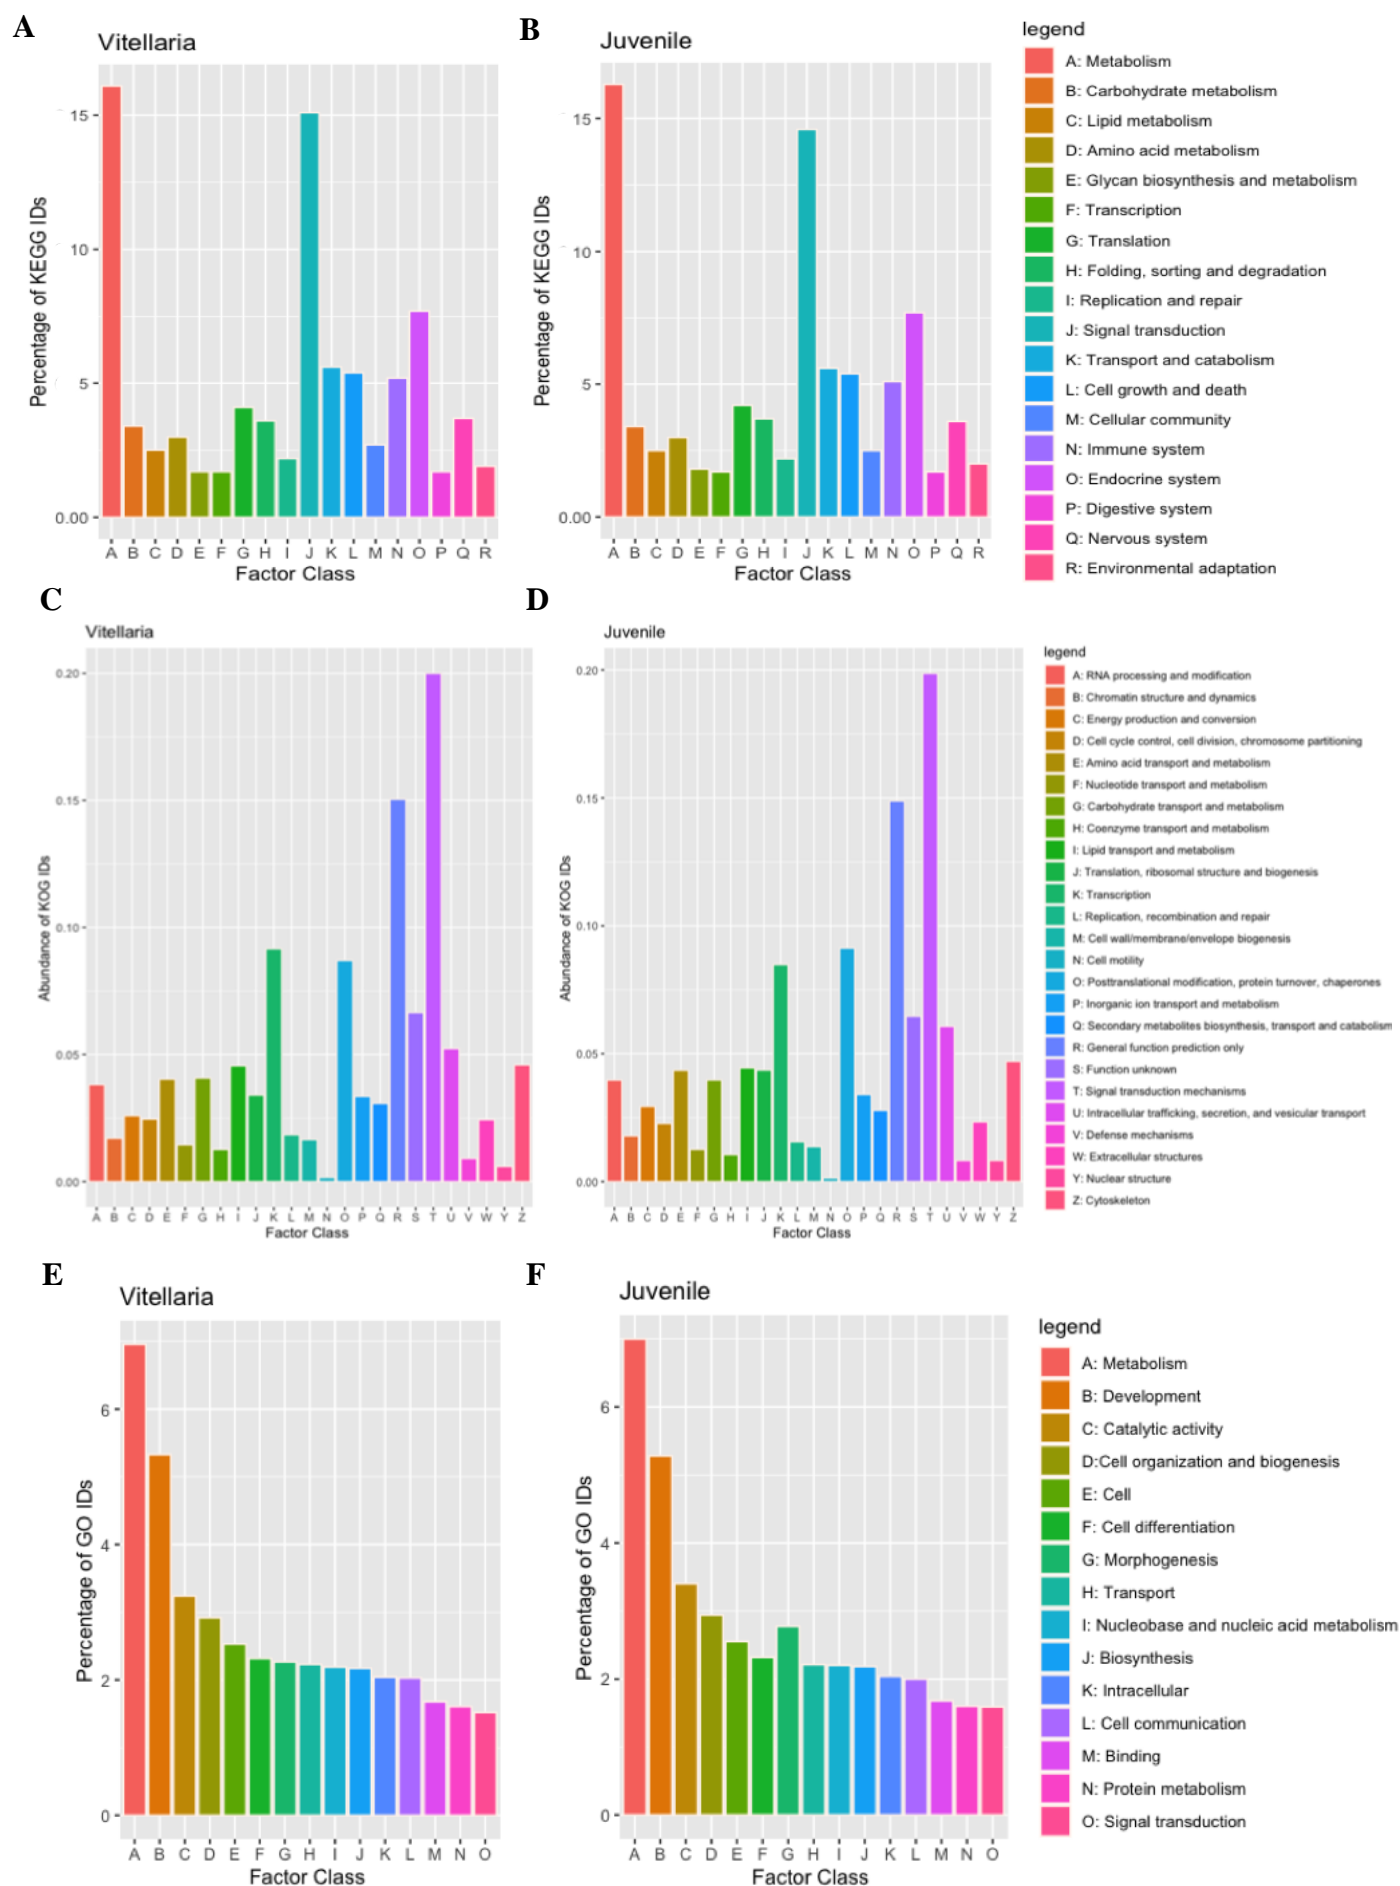 A
Vitellaria
15
10
5
0.00
Percentage of KEGG IDs
A B C D E F G H I J K L M N O P Q R
Factor Class
B
Juvenile
15
10
5
0.00
Percentage of KEGG IDs
A B C D E F G H I J K L M N O P Q R
Factor Class
legend
A: Metabolism
B: Carbohydrate metabolism
C: Lipid metabolism
D: Amino acid metabolism
E: Glycan biosynthesis and metabolism
F: Transcription
G: Translation
H: Folding, sorting and degradation
I: Replication and repair
J: Signal transduction
K: Transport and catabolism
L: Cell growth and death
M: Cellular community
N: Immune system
O: Endocrine system
P: Digestive system
Q: Nervous system
R: Environmental adaptation
C
Vitellaria
0.20
0.15
0.10
0.05
0.00
Abundance of KOG IDs
A B C D E F G H I J K L M N O P Q R S T U V W Y Z
Factor Class
D
Juvenile
0.20
0.15
0.10
0.05
0.00
Abundance of KOG IDs
A B C D E F G H I J K L M N O P Q R S T U V W Y Z
Factor Class
legend
A: RNA processing and modification
B: Chromatin structure and dynamics
C: Energy production and conversion
D: Cell cycle control, cell division, chromosome partitioning
E: Amino acid transport and metabolism
F: Nucleotide transport and metabolism
G: Carbohydrate transport and metabolism
H: Coenzyme transport and metabolism
I: Lipid transport and metabolism
J: Translation, ribosomal structure and biogenesis
K: Transcription
L: Replication, recombination and repair
M: Cell wall/membrane/envelope biogenesis
N: Cell motility
O: Posttranslational modification, protein turnover, chaperones
P: Inorganic ion transport and metabolism
Q: Secondary metabolites biosynthesis, transport and catabolism
R: General function prediction only
S: Function unknown
T: Signal transduction mechanisms
U: Intracellular trafficking, secretion, and vesicular transport
V: Defense mechanisms
W: Extracellular structures
Y: Nuclear structure
Z: Cytoskeleton
E
Vitellaria
6
4
2
0
Percentage of GO IDs
A B C D E F G H I J K L M N O
Factor Class
F
Juvenile
6
4
2
0
Percentage of GO IDs
A B C D E F G H I J K L M N O
Factor Class
legend
A: Metabolism
B: Development
C: Catalytic activity
D:Cell organization and biogenesis
E: Cell
F: Cell differentiation
G: Morphogenesis
H: Transport
I: Nucleobase and nucleic acid metabolism
J: Biosynthesis
K: Intracellular
L: Cell communication
M: Binding
N: Protein metabolism
O: Signal transduction